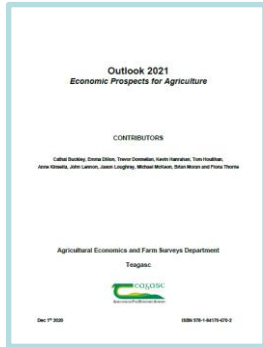 Outlook 2021
Economic Prospects for Agriculture
CONTRIBUTORS
Cathal Buckley, Emma Dillon, Trevor Donnellan, Kevin Hanrahan, Tom Houlihan,
Anne Kinsella, John Lennon, Jason Loughrey, Michael McKeon, Brian Moran and Fiona Thorne
Agricultural Economics and Farm Surveys Department
Teagasc
teagasc
Dec 1st 2020 ISBN: 978-1-84170-670-2